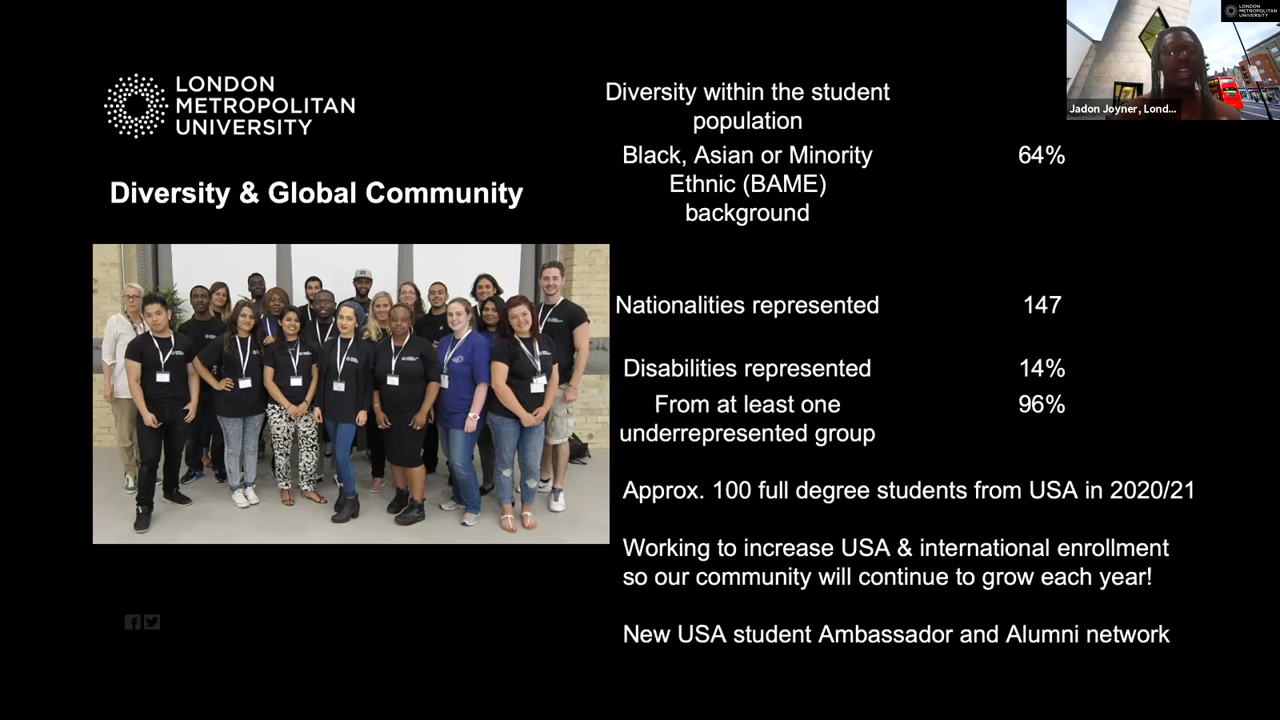 LONDON
METROPOLITAN
UNIVERSITY
Diversity & Global Community
Diversity within the student
population
Black, Asian or Minority
Ethnic (BAME)
background
64%
Nationalities represented
147
Disabilities represented
14%
From at least one
underrepresented group
96%
Approx. 100 full degree students from USA in 2020/21
Working to increase USA & international enrollment
so our community will continue to grow each year!
New USA student Ambassador and Alumni network
LONDON
METROPOLITAN
UNIVERSITY
Jadon Joyner, Lond...